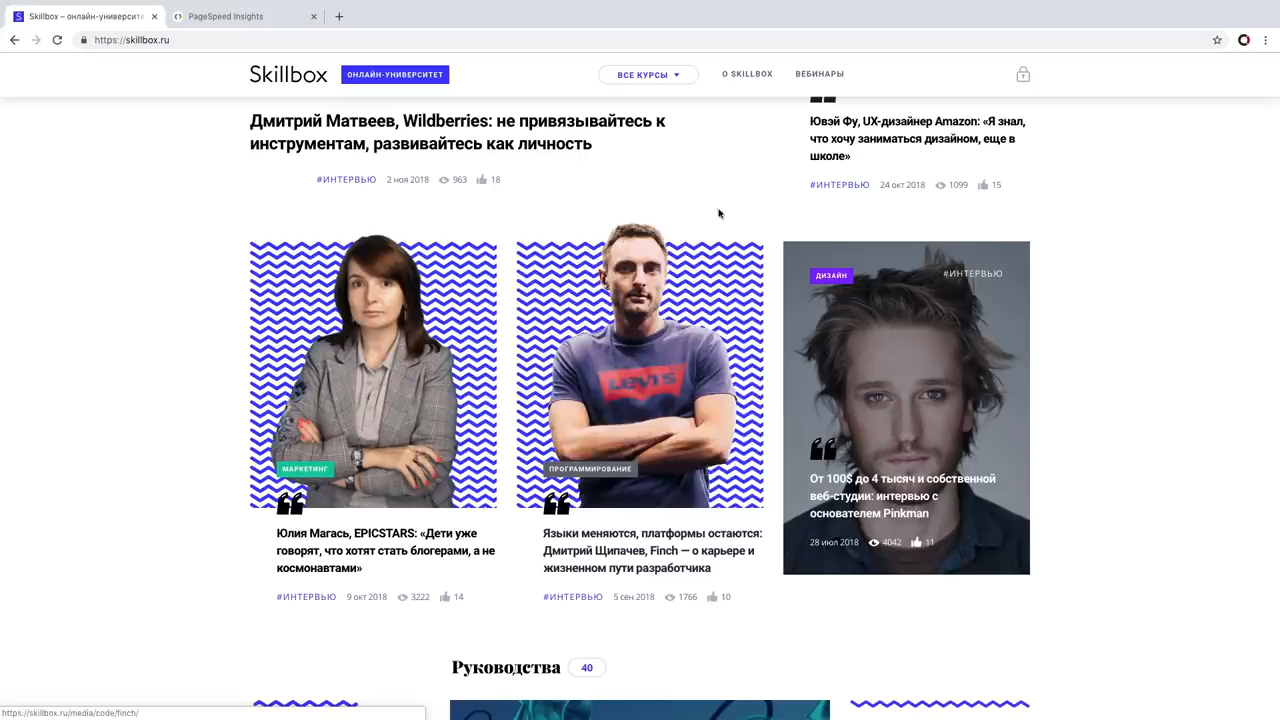 Skillbox – онлайн-университе
PageSpeed Insights
https://skillbox.ru
Skillbox
ОНЛАЙН-УНИВЕРСИТЕТ
ВСЕ КУРСЫ
О SKILLBOX
ВЕБИНАРЫ
Дмитрий Матвеев, Wildberries: не привязывайтесь к
инструментам, развивайтесь как личность
#ИНТЕРВЬЮ 2 ноя 2018 963 18
Ювэй Фу, UX-дизайнер Amazon: «Я знал,
что хочу заниматься дизайном, еще в
школе»
#ИНТЕРВЬЮ 24 окт 2018 1099 15
МАРКЕТИНГ
Юлия Магась, EPICSTARS: «Дети уже
говорят, что хотят стать блогерами, а не
космонавтами»
#ИНТЕРВЬЮ 9 окт 2018 3222 14
LEVI'S
ПРОГРАММИРОВАНИЕ
Языки меняются, платформы остаются:
Дмитрий Щипачев, Finch — о карьере и
жизненном пути разработчика
#ИНТЕРВЬЮ 5 сен 2018 1766 10
ДИЗАЙН
#ИНТЕРВЬЮ
От 100$ до 4 тысяч и собственной
веб-студии: интервью с
основателем Pinkman
28 июл 2018 4042 11
Руководства 40
https://skillbox.ru/media/code/finch/